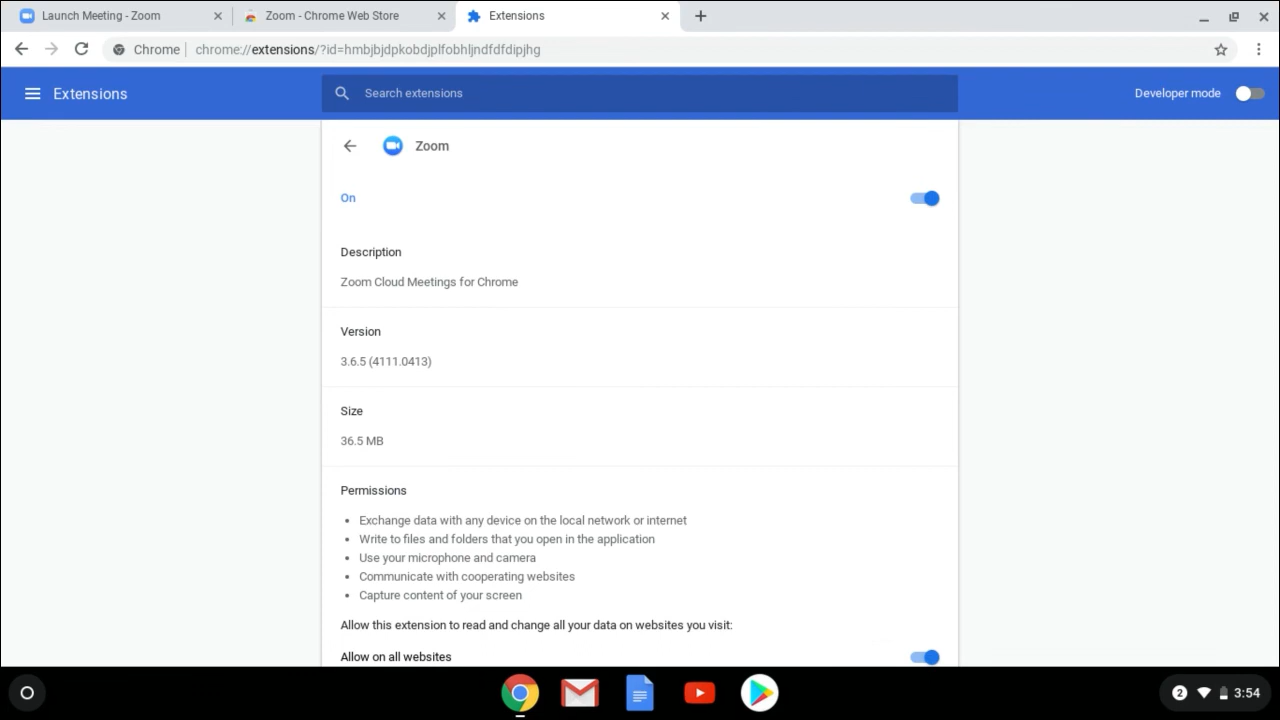 Launch Meeting - Zoom
Zoom - Chrome Web Store
Extensions
Chrome
chrome://extensions/?id=hmbjbjdpkobdjplfobhljndfdfdipjhg
Extensions
Search extensions
Developer mode
Zoom
On
Description
Zoom Cloud Meetings for Chrome
Version
3.6.5 (4111.0413)
Size
36.5 MB
Permissions
• Exchange data with any device on the local network or internet
• Write to files and folders that you open in the application
• Use your microphone and camera
• Communicate with cooperating websites
• Capture content of your screen
Allow this extension to read and change all your data on websites you visit:
Allow on all websites
2
3:54